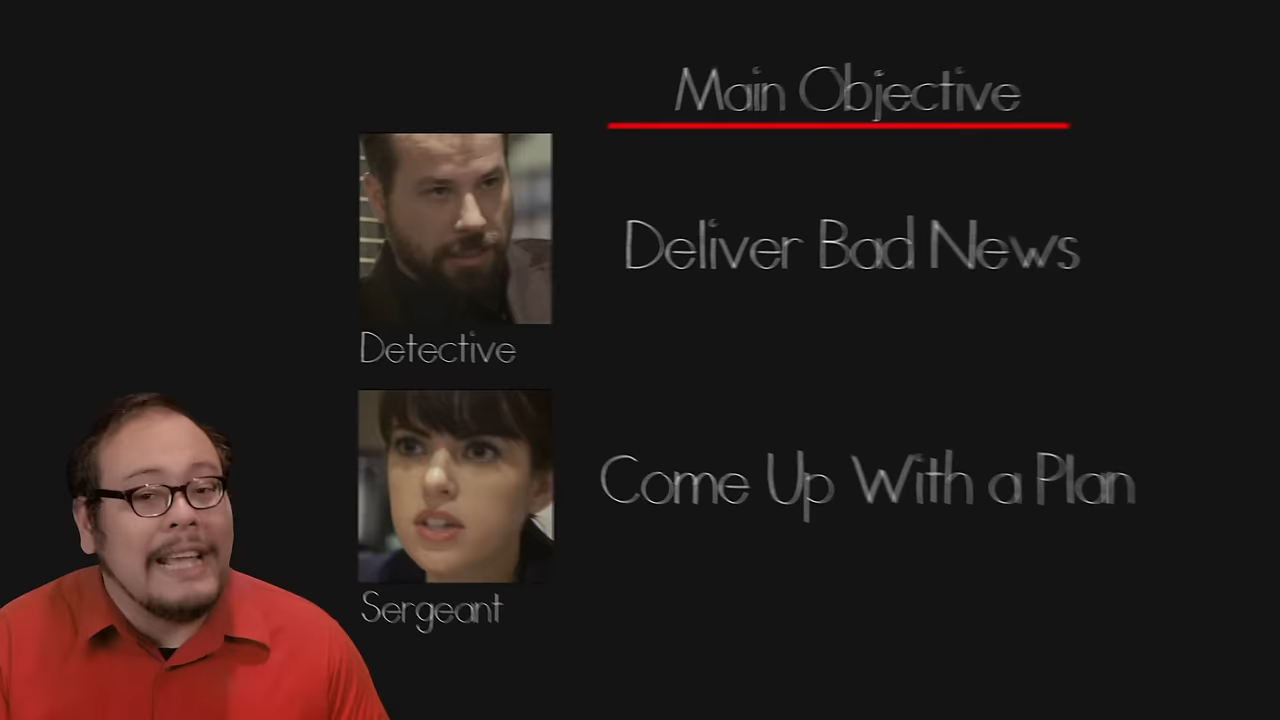 Main Objective
Deliver Bad News
Detective
Come Up With a Plan
Sergeant